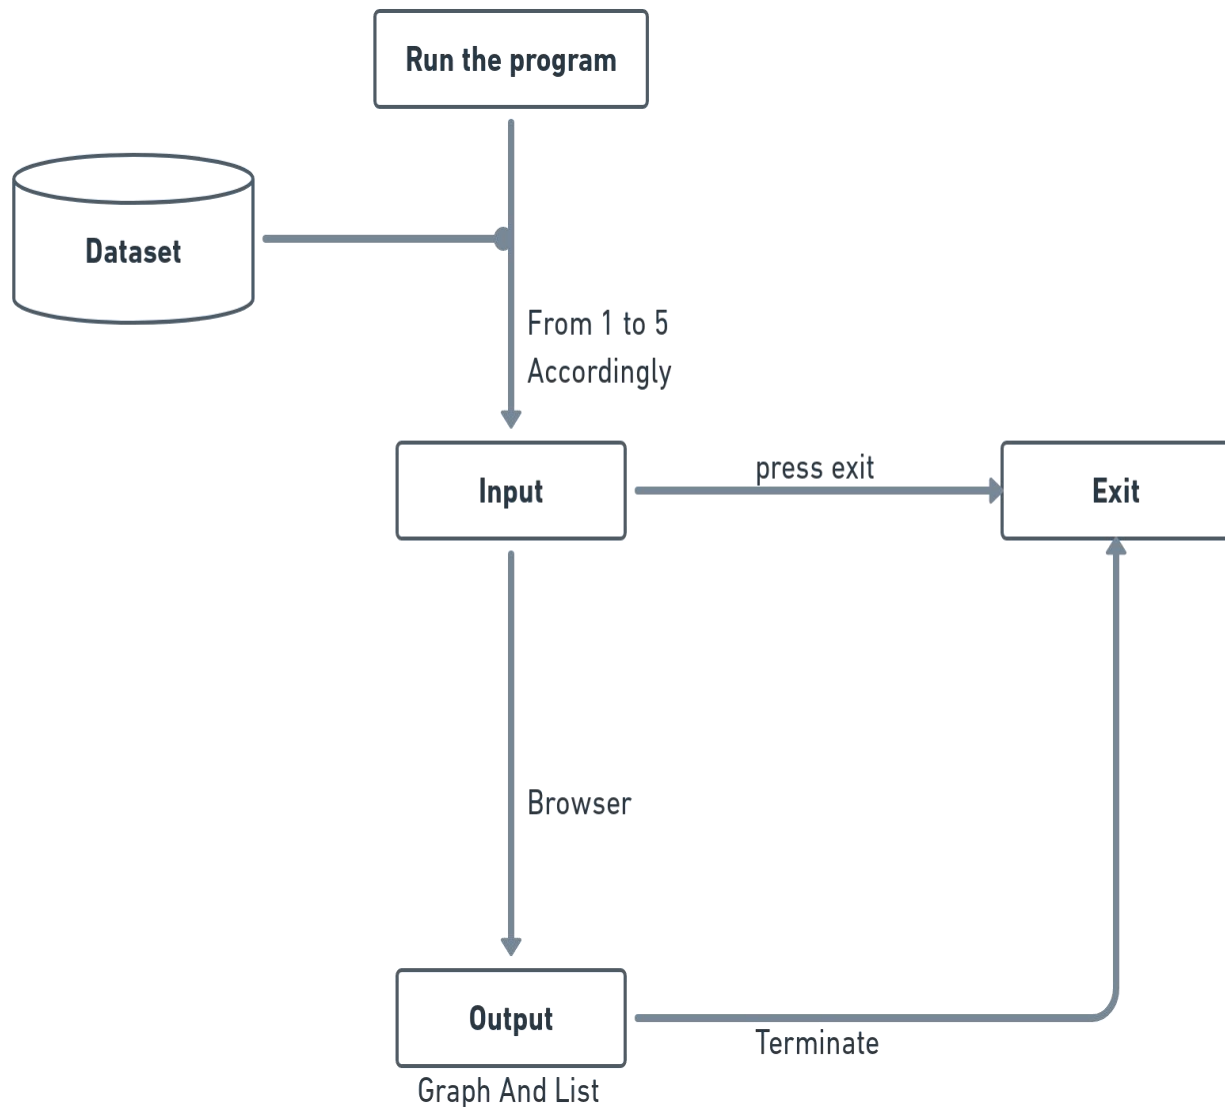 Run the program
Dataset
From 1 to 5
Accordingly
Input
press exit
Exit
Browser
Output
Terminate
Graph And List